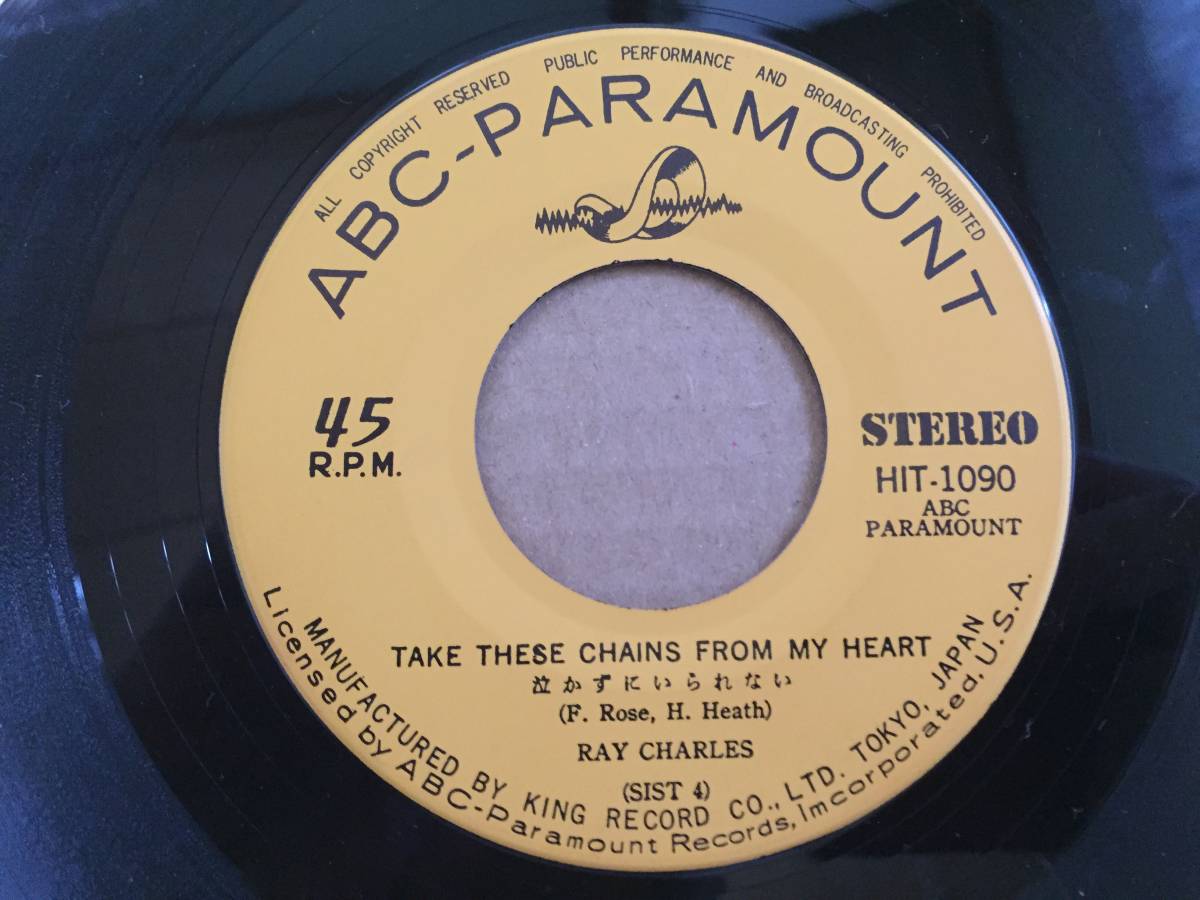 ALL COPYRIGHT RESERVED PUBLIC PERFORMANCE AND BROADCASTING PROHIBITED
ABC-PARAMOUNT
45
R.P.M.
STEREO
HIT-1090
ABC
PARAMOUNT
TAKE THESE CHAINS FROM MY HEART
泣かずにいられない
(F. Rose, H. Heath)
RAY CHARLES
(SIST 4)
MANUFACTURED BY KING RECORD CO., LTD. TOKYO, JAPAN
Licensed by ABC-Paramount Records, Imcorporated, U.S.A.